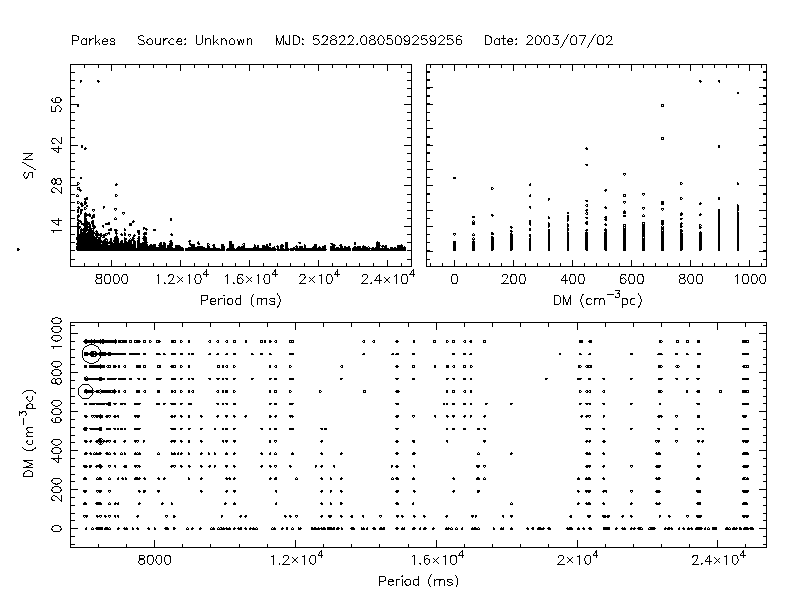 Parkes Source: Unknown MJD: 52822.080509259256 Date: 2003/07/02
S/N
14 28 42 56
8000 1.2×10⁴ 1.6×10⁴ 2×10⁴ 2.4×10⁴
Period (ms)
0 200 400 600 800 1000
DM (cm⁻³pc)
DM (cm⁻³pc)
0 200 400 600 800 1000
8000 1.2×10⁴ 1.6×10⁴ 2×10⁴ 2.4×10⁴
Period (ms)